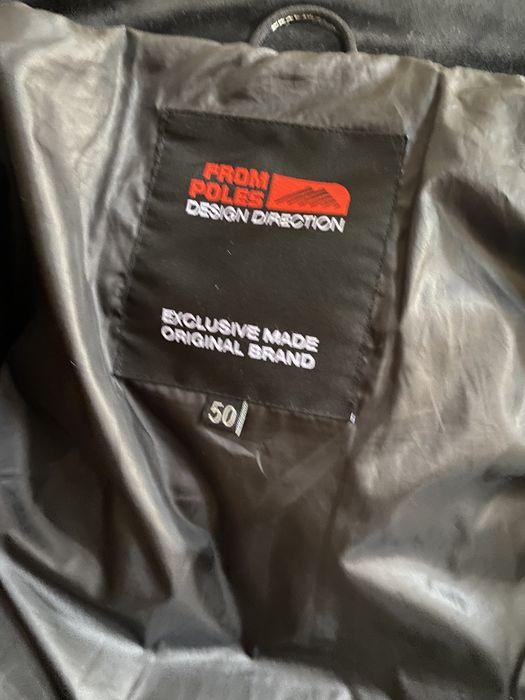 FROM
POLES
DESIGN DIRECTION
EXCLUSIVE MADE
ORIGINAL BRAND
50